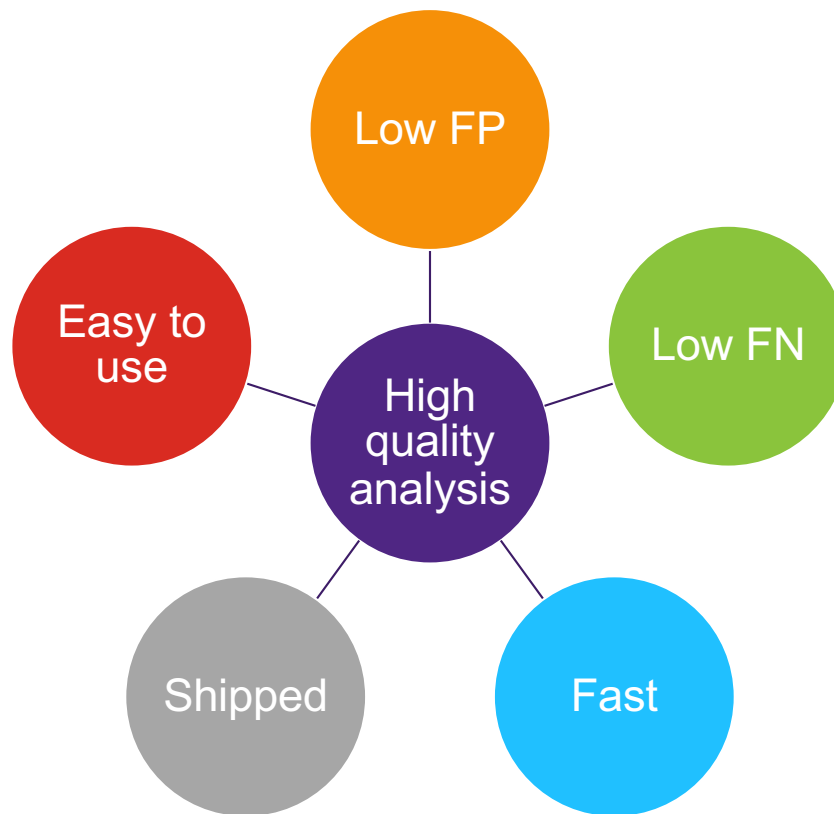 Low FP
Easy to
use
Low FN
High
quality
analysis
Shipped
Fast